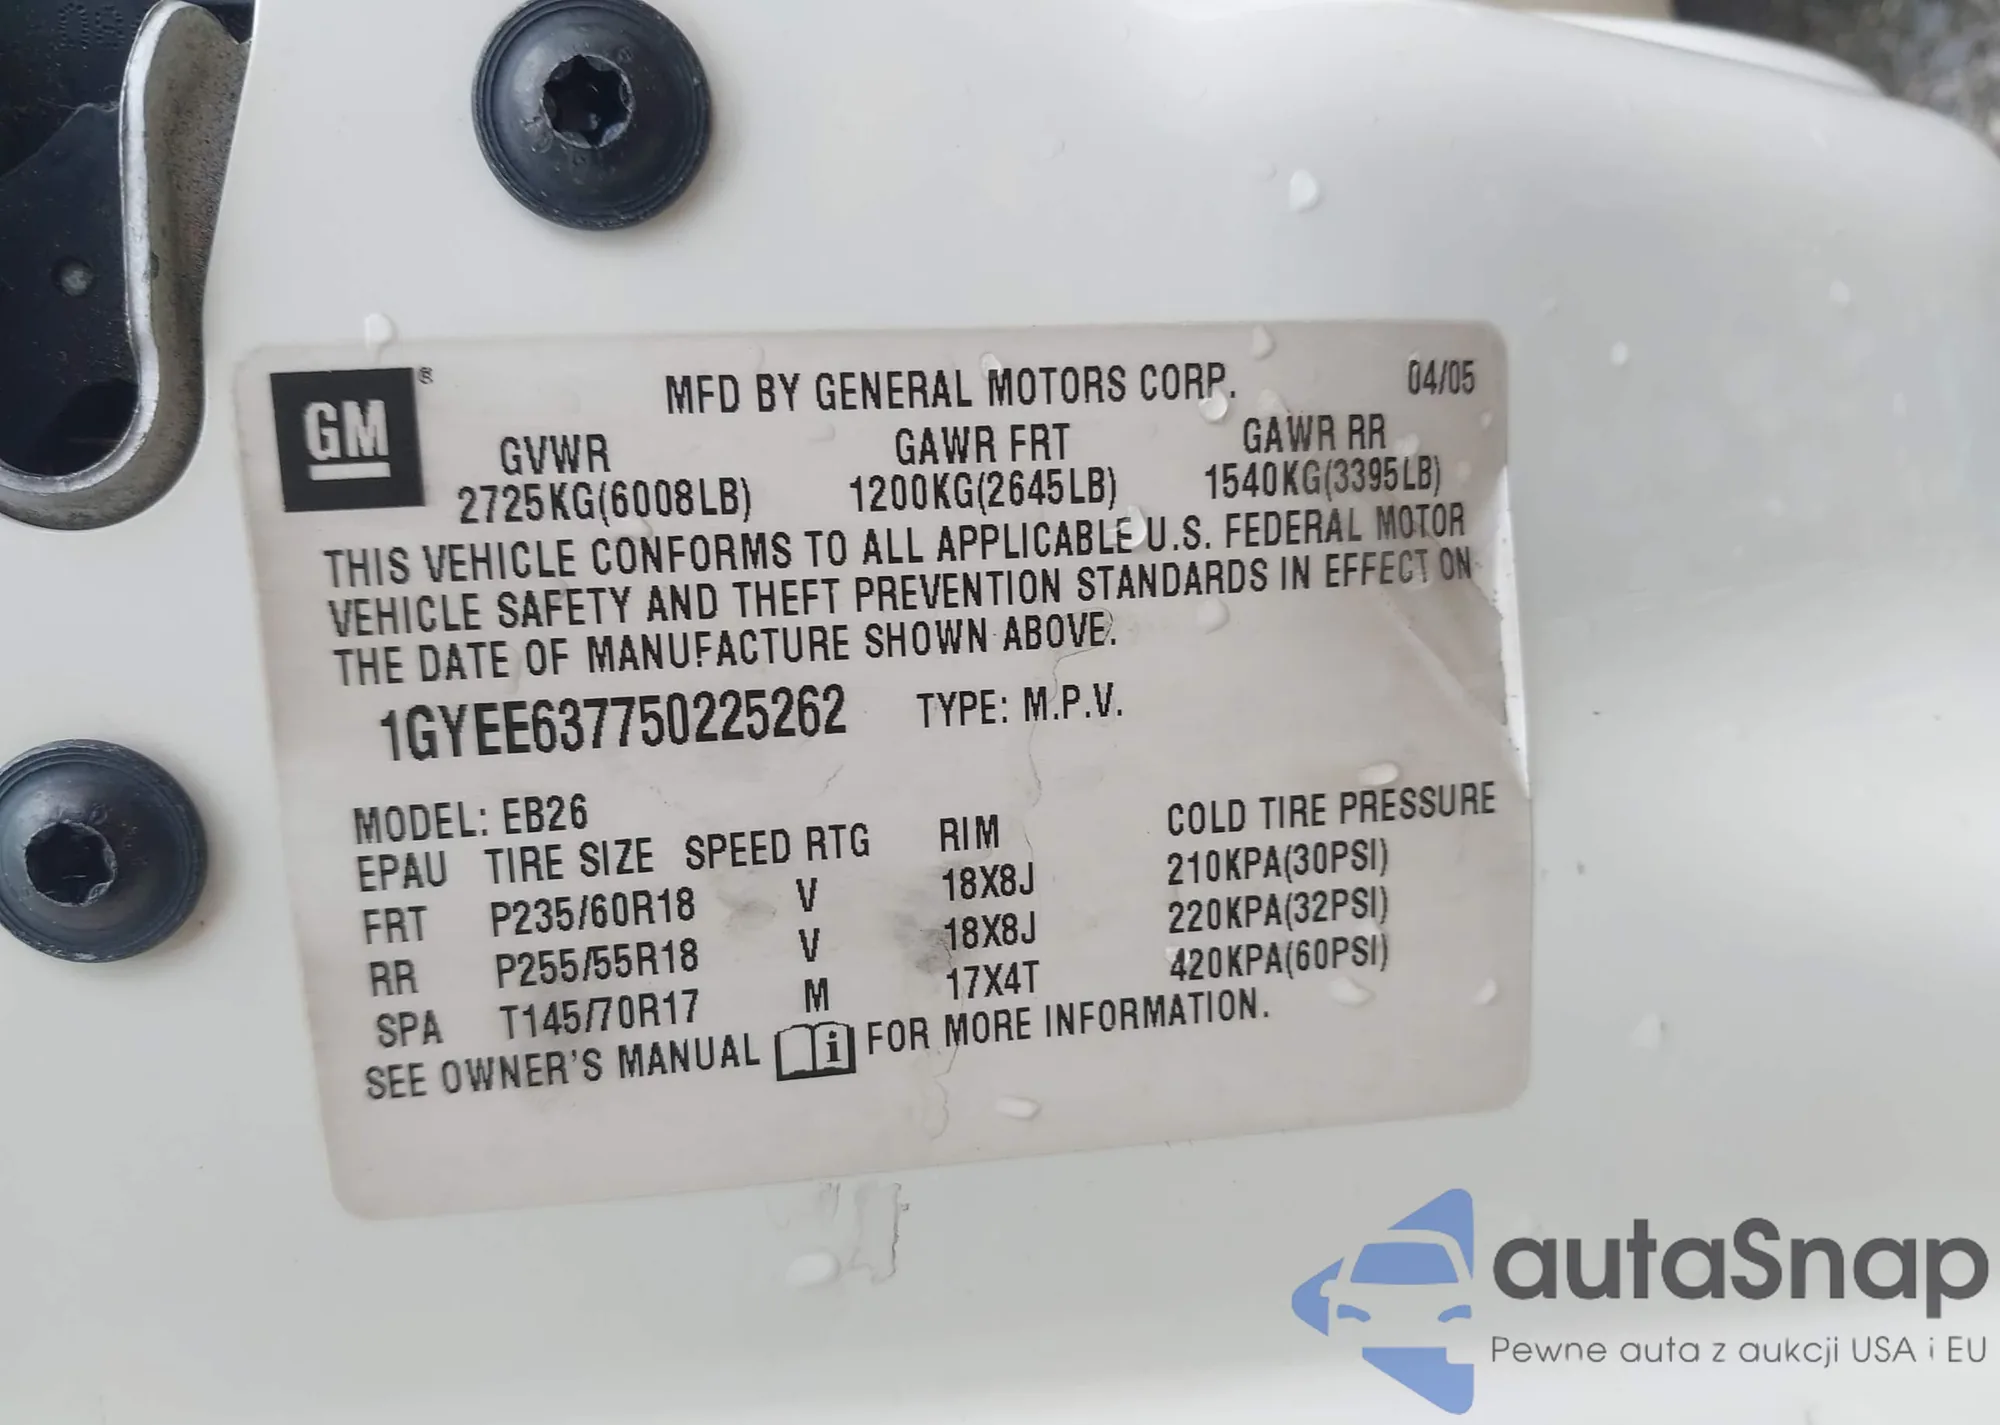 GM ® MFD BY GENERAL MOTORS CORP. 04/05
GVWR GAWR FRT GAWR RR
2725KG(6008LB) 1200KG(2645LB) 1540KG(3395LB)
THIS VEHICLE CONFORMS TO ALL APPLICABLE U.S. FEDERAL MOTOR
VEHICLE SAFETY AND THEFT PREVENTION STANDARDS IN EFFECT ON
THE DATE OF MANUFACTURE SHOWN ABOVE.
1GYEE637750225262 TYPE: M.P.V.
MODEL: EB26
EPAU TIRE SIZE SPEED RTG RIM COLD TIRE PRESSURE
FRT P235/60R18 V 18X8J 210KPA(30PSI)
RR P255/55R18 V 18X8J 220KPA(32PSI)
SPA T145/70R17 M 17X4T 420KPA(60PSI)
SEE OWNER'S MANUAL i FOR MORE INFORMATION.
autaSnap
Pewne auta z aukcji USA i EU